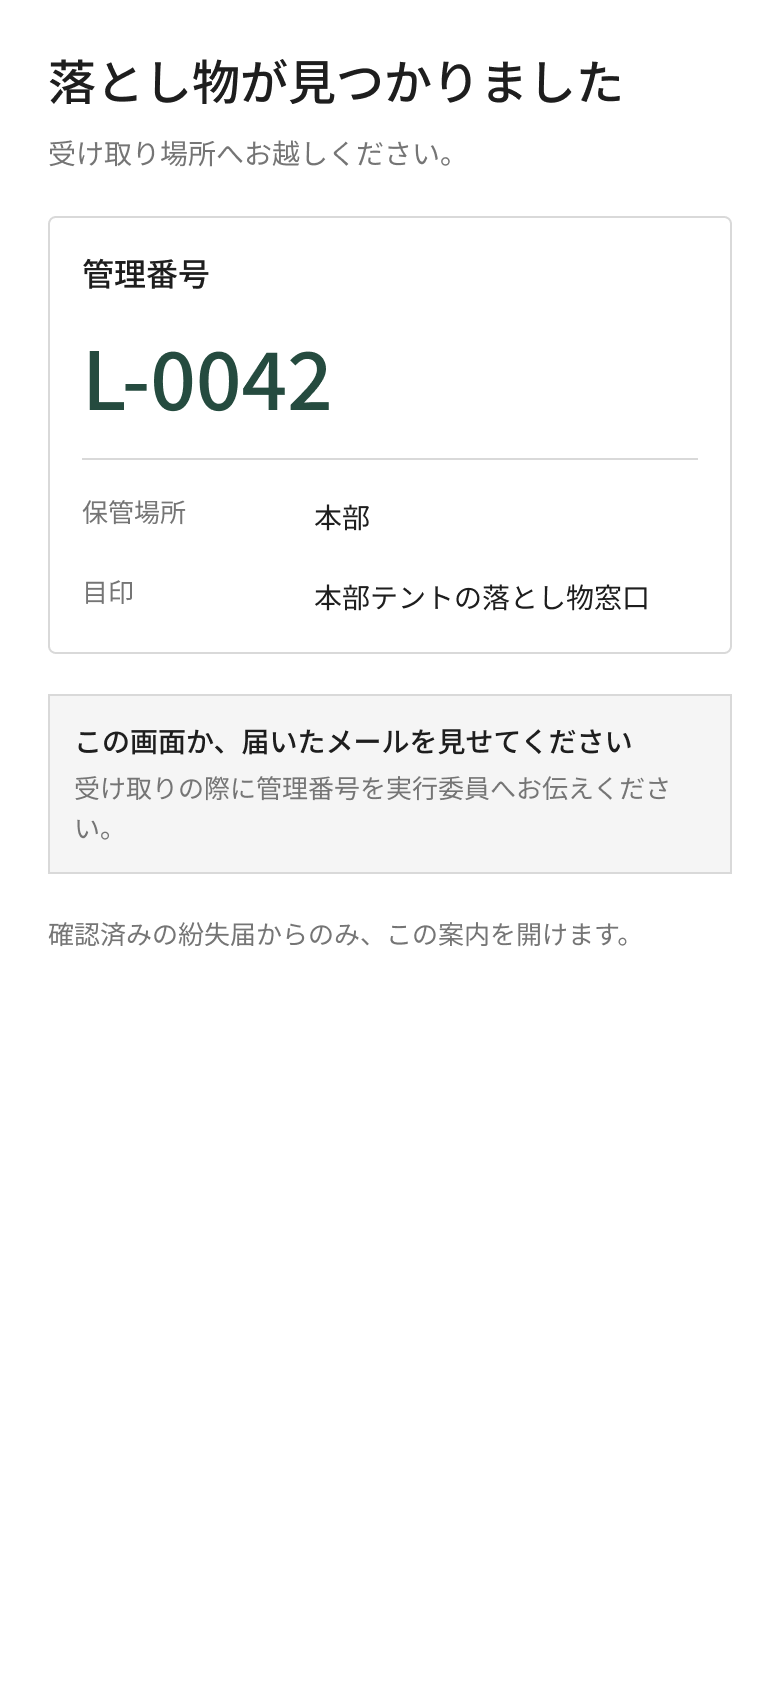 落とし物が見つかりました
受け取り場所へお越しください。
管理番号
L-0042
保管場所 本部
目印 本部テントの落とし物窓口
この画面か、届いたメールを見せてください
受け取りの際に管理番号を実行委員へお伝えくださ
い。
確認済みの紛失届からのみ、この案内を開けます。